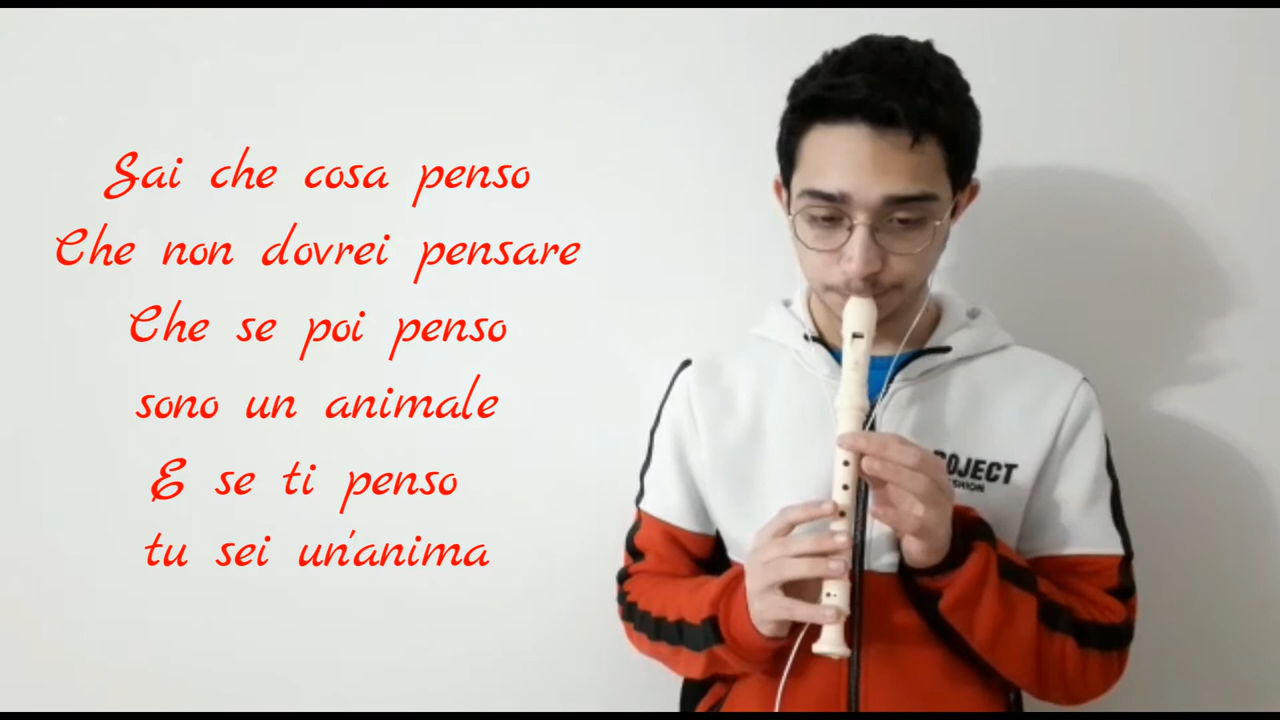 Sai che cosa penso
Che non dovrei pensare
Che se poi penso
sono un animale
E se ti penso
tu sei un'anima
OJECT